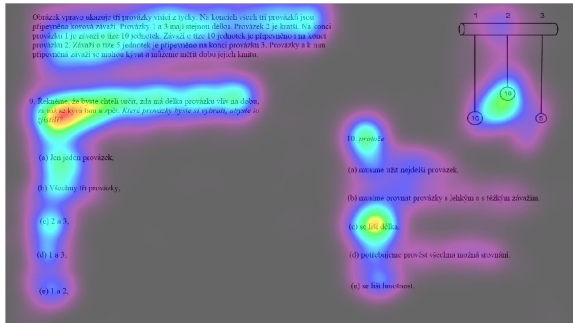 Obrázek vpravo ukazuje tři provázky visící z tyčky. Na koncích všech tří provázků jsou
připevněna kovová závaží. Provázky 1 a 3 mají stejnou délku. Provázek 2 je kratší. Na konci
provázku 1 je závaží o tíze 10 jednotek. Závaží o tíze 10 jednotek je připevněno i na konci
provázku 2. Závaží o tíze 5 jednotek je připevněno na konci provázku 3. Provázky a k nim
připevněná závaží se mohou kývat a můžeme měřit dobu jejich kmitu.
1 2 3
10
10 5
9. Řekněme, že byste chtěli určit, zda má délka provázku vliv na dobu,
se kývá tam a zpět. Které provázky byste si vybrali, abyste to
zjistili?
(a) Jen jeden provázek,
(b) Všechny tři provázky,
(c) 2 a 3,
(d) 1 a 3,
(e) 1 a 2,
10. protože
(a) musíme užít nejdelší provázek.
(b) musíme srovnat provázky s lehkým a s těžkým závažím.
(c) se liší délka.
(d) potřebujeme provést všechna možná srovnání.
(e) se liší hmotnost.